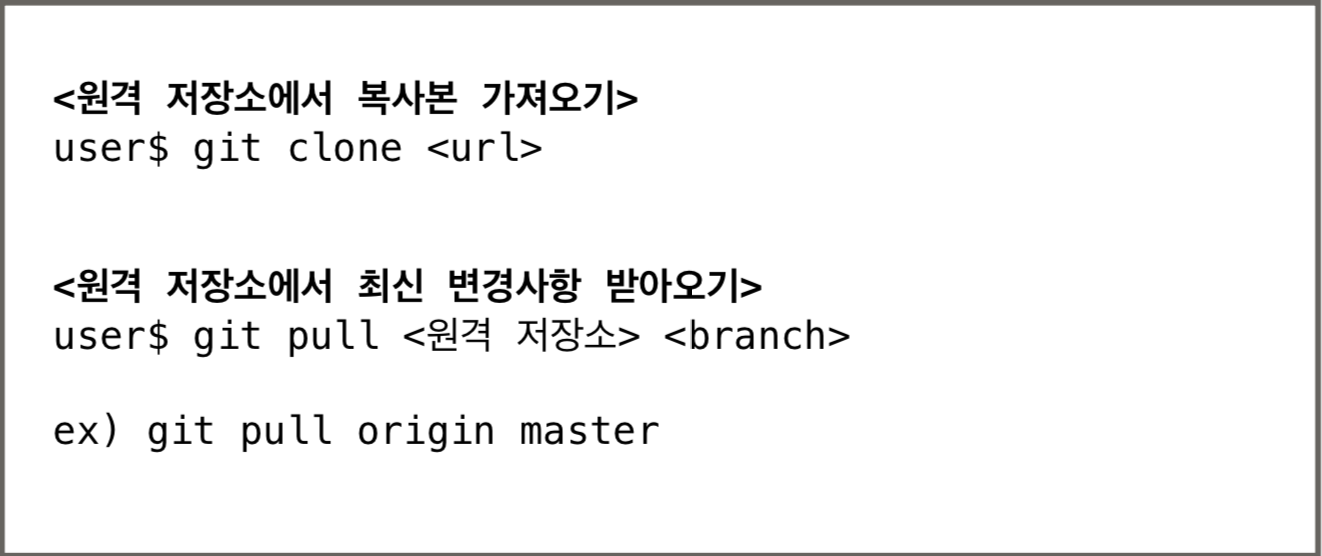 <원격 저장소에서 복사본 가져오기>
user$ git clone <url>
<원격 저장소에서 최신 변경사항 받아오기>
user$ git pull <원격 저장소> <branch>
ex) git pull origin master